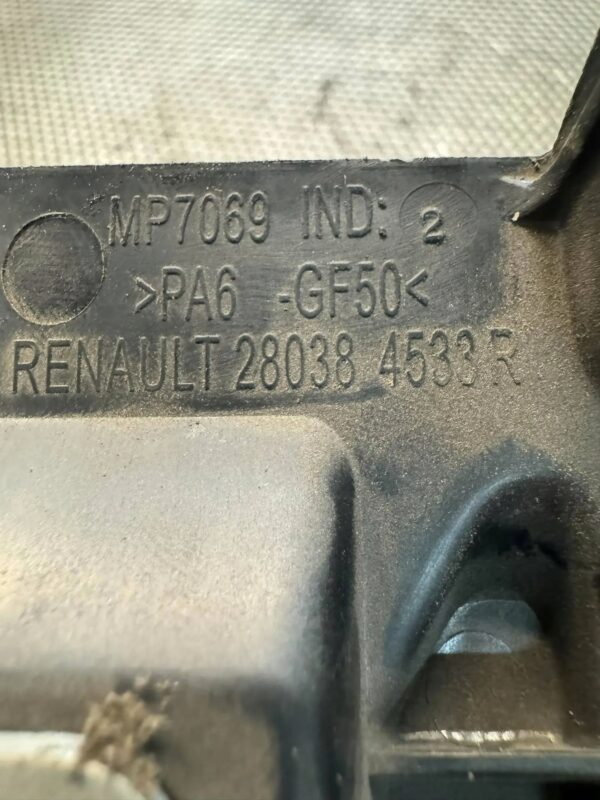 MP7069 IND: 2
>PA6 -GF50<
RENAULT 28038 4533R